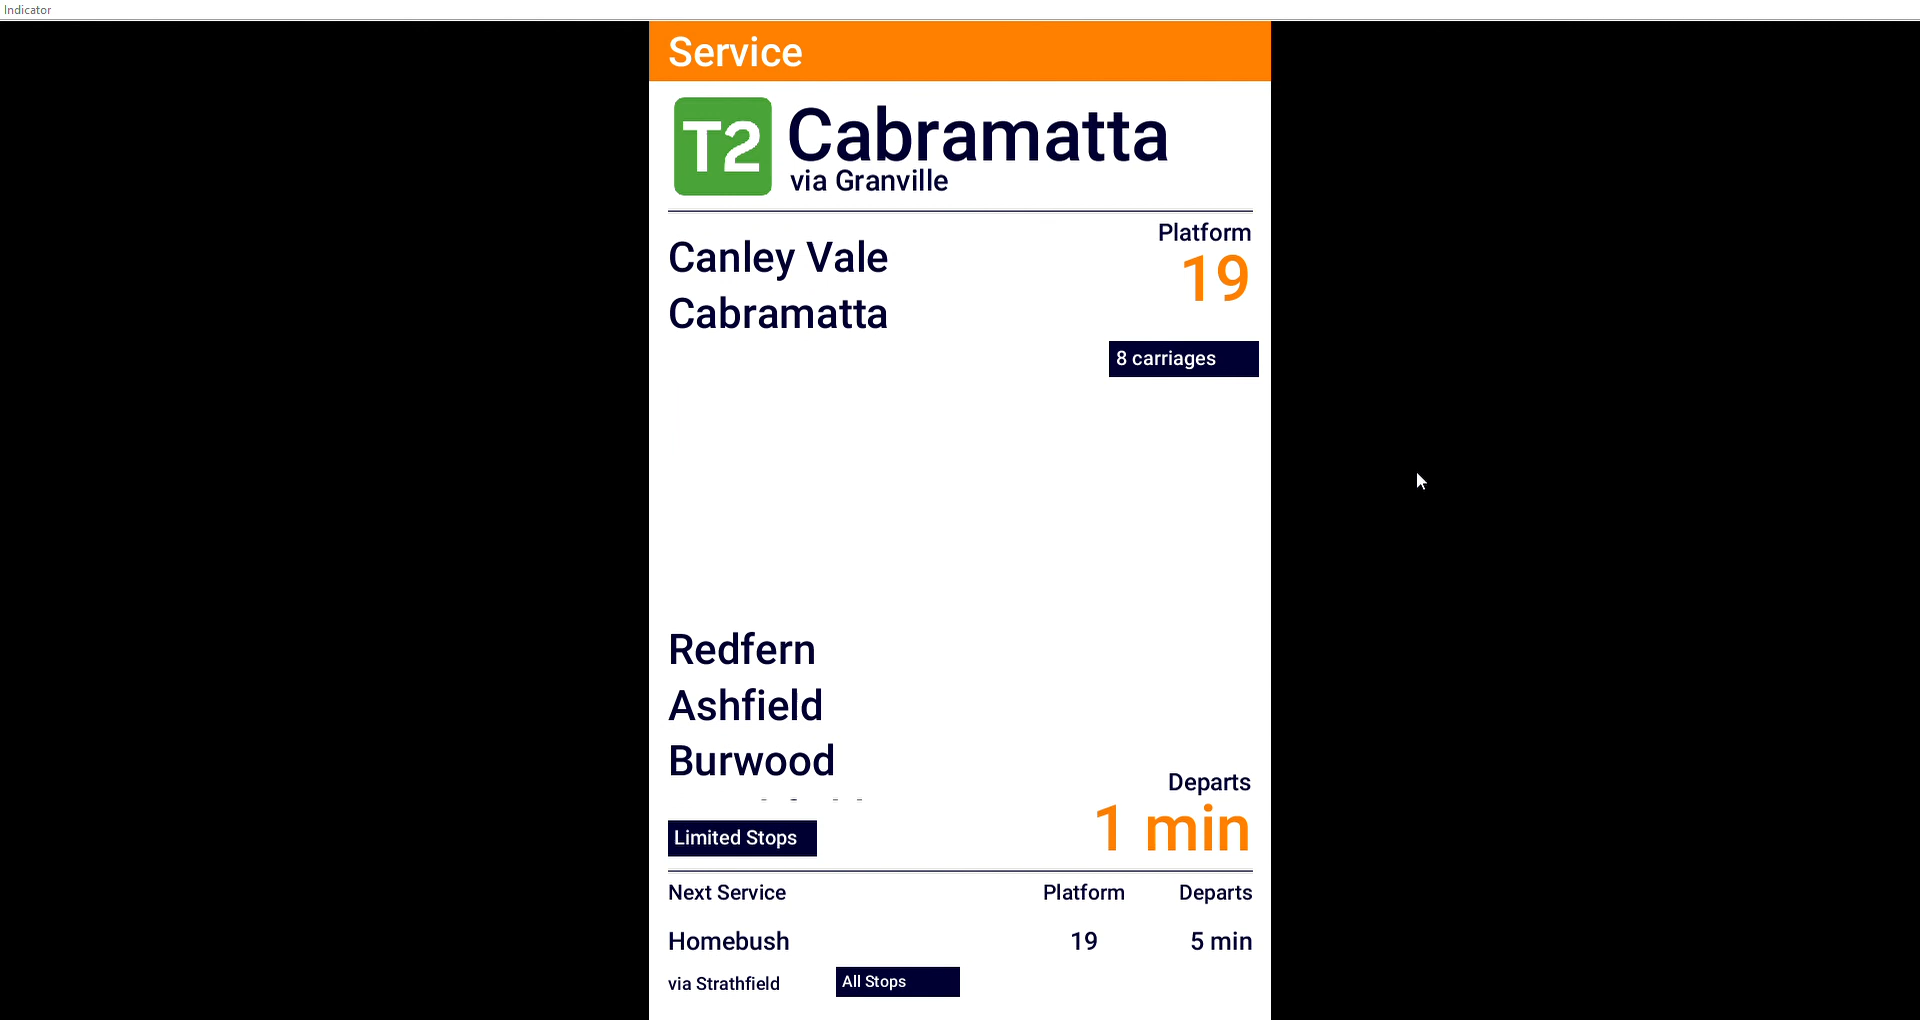 Indicator
Service
T2 Cabramatta
via Granville
Platform
19
Canley Vale
Cabramatta
8 carriages
Redfern
Ashfield
Burwood
Departs
1 min
Limited Stops
Next Service Platform Departs
Homebush 19 5 min
via Strathfield All Stops